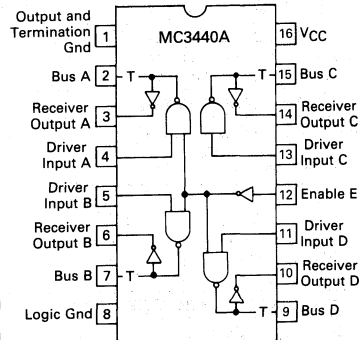 Output and
Termination
Gnd
1
MC3440A
16
VCC
Bus A
2
T
T
15
Bus C
Receiver
Output A
3
14
Receiver
Output C
Driver
Input A
4
13
Driver
Input C
Driver
Input B
5
12
Enable E
Receiver
Output B
6
11
Driver
Input D
Bus B
7
T
10
Receiver
Output D
Logic Gnd
8
T
9
Bus D